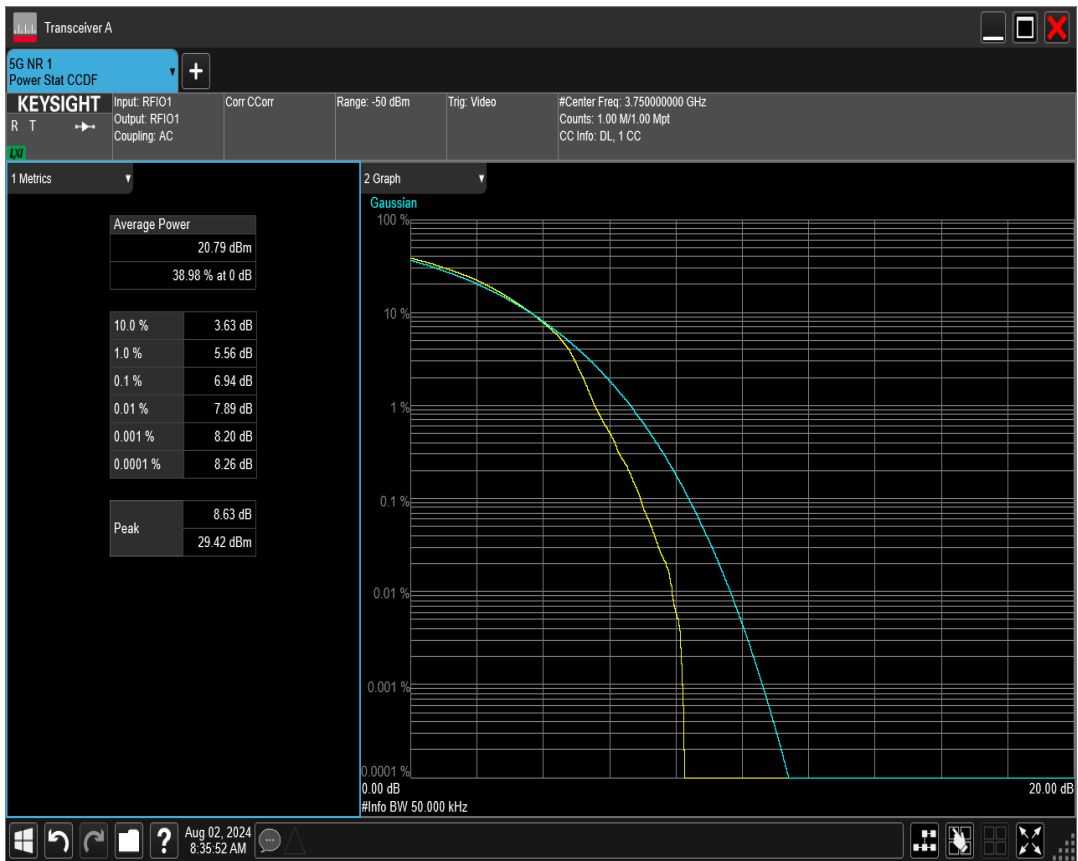 Transceiver A
5G NR 1
Power Stat CCDF
+
KEYSIGHT
R T
LXI
Input: RFIO1
Output: RFIO1
Coupling: AC
Corr CCorr
Range: -50 dBm
Trig: Video
#Center Freq: 3.750000000 GHz
Counts: 1.00 M/1.00 Mpt
CC Info: DL, 1 CC
1 Metrics
Average Power
20.79 dBm
38.98 % at 0 dB
10.0 % 3.63 dB
1.0 % 5.56 dB
0.1 % 6.94 dB
0.01 % 7.89 dB
0.001 % 8.20 dB
0.0001 % 8.26 dB
Peak
8.63 dB
29.42 dBm
2 Graph
Gaussian
100 %
10 %
1 %
0.1 %
0.01 %
0.001 %
0.0001 %
0.00 dB 20.00 dB
#Info BW 50.000 kHz
?
Aug 02, 2024
8:35:52 AM